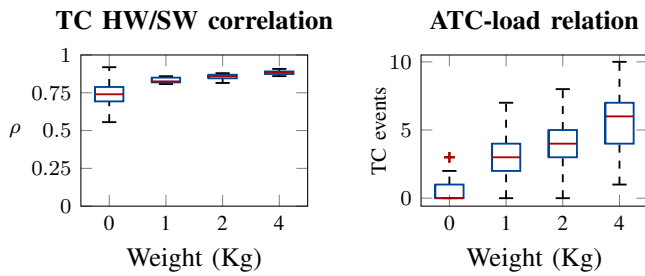 TC HW/SW correlation
1
0.75
0.5
0.25
0
ρ
0 1 2 4
Weight (Kg)
ATC-load relation
10
5
0
TC events
0 1 2 4
Weight (Kg)